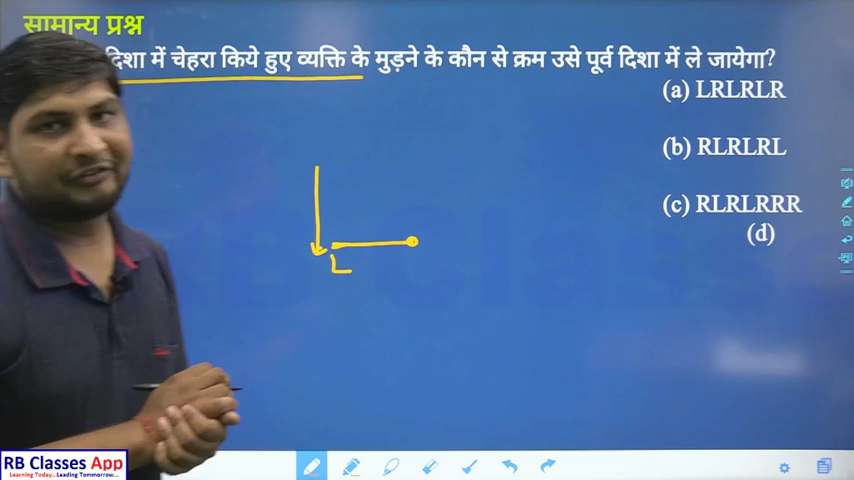 सामान्य प्रश्न
दिशा में चेहरा किये हुए व्यक्ति के मुड़ने के कौन से क्रम उसे पूर्व दिशा में ले जायेगा?
(a) LRLRLR
(b) RLRLRL
(c) RLRLRRR
(d)
L
RB Classes App
Learning Today...Leading Tommorrow...